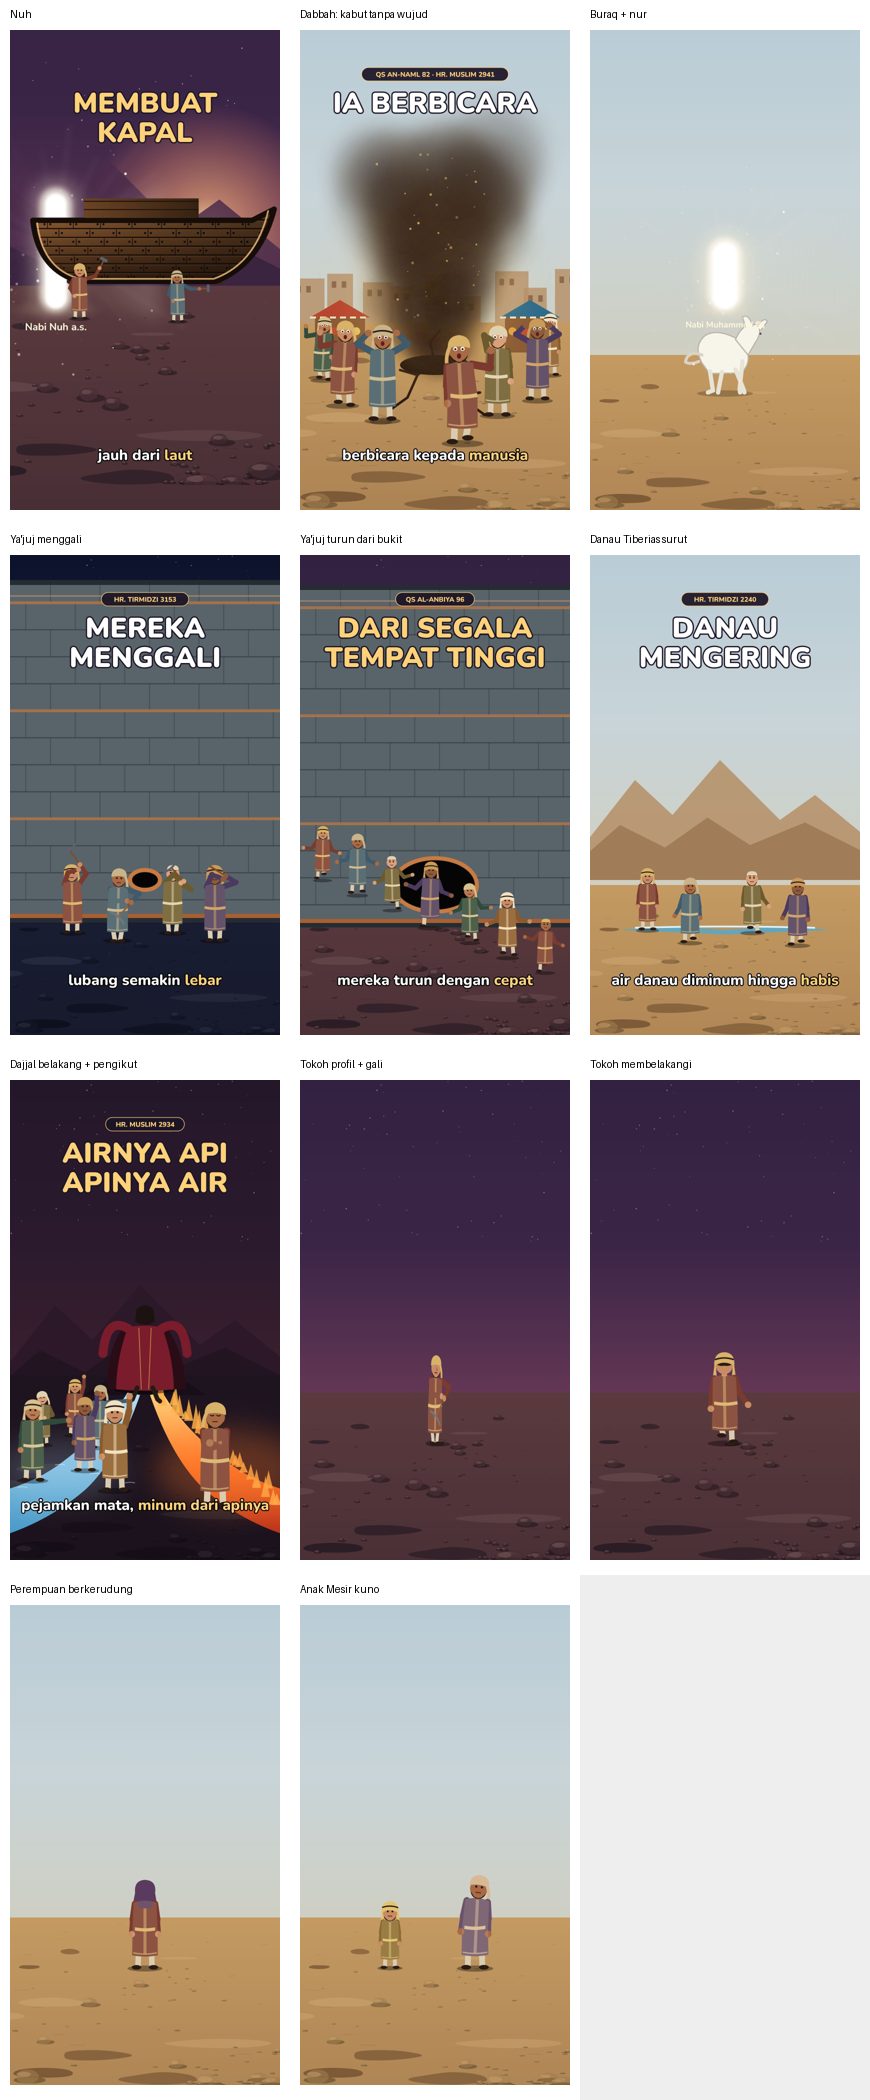 Nuh
MEMBUAT
KAPAL
Nabi Nuh a.s.
jauh dari laut
Dabbah: kabut tanpa wujud
QS AN-NAML 82 · HR. MUSLIM 2941
IA BERBICARA
berbicara kepada manusia
Buraq + nur
Nabi
Ya'juj menggali
HR. TIRMIDZI 3153
MEREKA
MENGGALI
lubang semakin lebar
Ya'juj turun dari bukit
QS AL-ANBIYA 96
DARI SEGALA
TEMPAT TINGGI
mereka turun dengan cepat
Danau Tiberias surut
HR. TIRMIDZI 2240
DANAU
MENGERING
air danau diminum hingga habis
Dajjal belakang + pengikut
HR. MUSLIM 2934
AIRNYA API
APINYA AIR
pejamkan mata, minum dari apinya
Tokoh profil + gali
Tokoh membelakangi
Perempuan berkerudung
Anak Mesir kuno